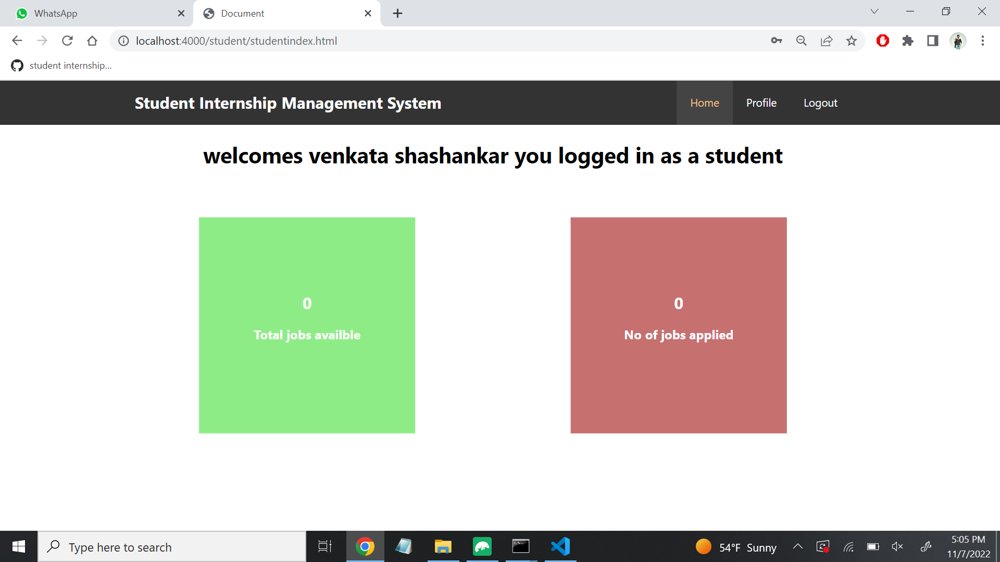 WhatsApp
Document
localhost:4000/student/studentindex.html
student internship...
Student Internship Management System
Home
Profile
Logout
welcomes venkata shashankar you logged in as a student
0
Total jobs availble
0
No of jobs applied
Type here to search
54°F Sunny
5:05 PM
11/7/2022